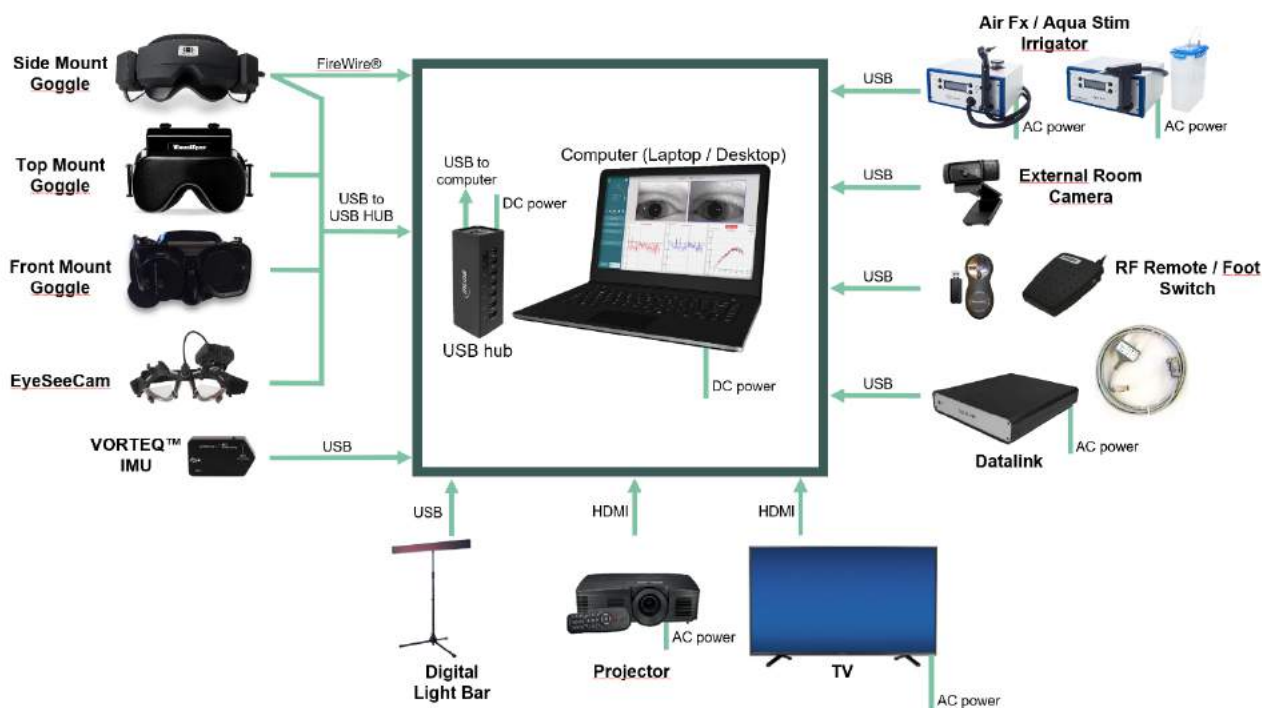 Side Mount
Goggle
FireWire®
Top Mount
Goggle
USB to
USB HUB
Front Mount
Goggle
EyeSeeCam
VORTEQ™
IMU
USB
USB to
computer
DC power
USB hub
Computer (Laptop / Desktop)
DC power
Air Fx / Aqua Stim
Irrigator
USB
AC power
AC power
USB
External Room
Camera
USB
RF Remote / Foot
Switch
USB
AC power
Datalink
USB
Digital
Light Bar
HDMI
AC power
Projector
HDMI
TV
AC power